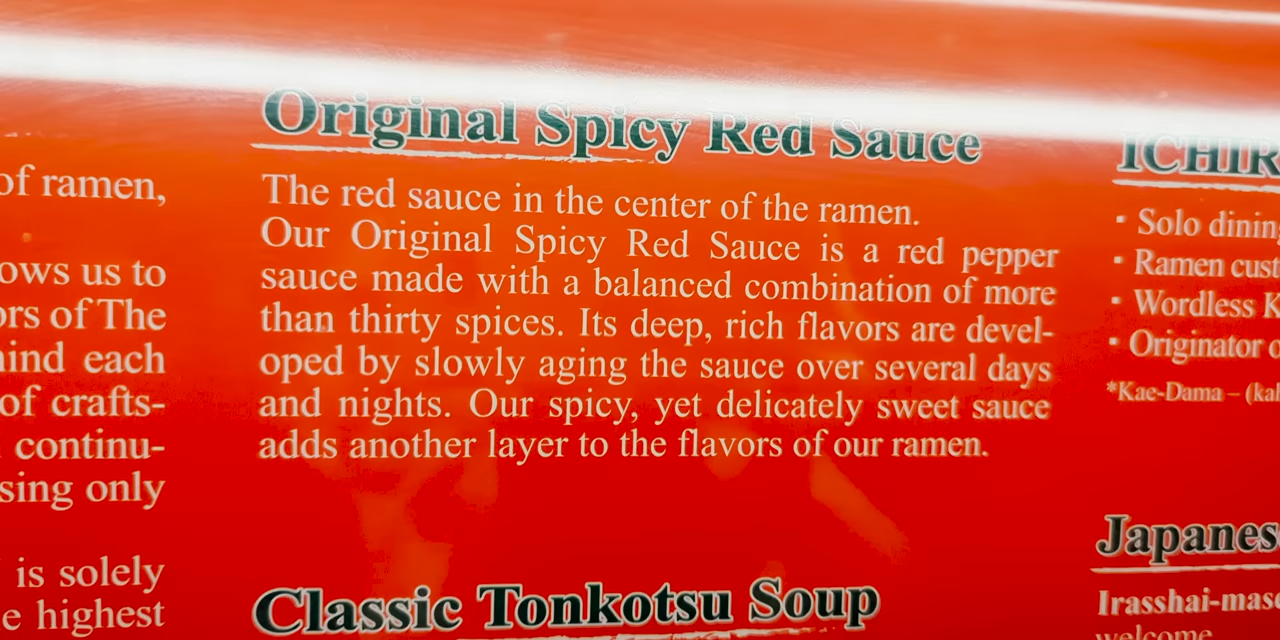 of ramen,
ows us to
ors of The
ind each
of crafts-
continu-
sing only
is solely
e highest
Original Spicy Red Sauce
The red sauce in the center of the ramen.
Our Original Spicy Red Sauce is a red pepper
sauce made with a balanced combination of more
than thirty spices. Its deep, rich flavors are devel-
oped by slowly aging the sauce over several days
and nights. Our spicy, yet delicately sweet sauce
adds another layer to the flavors of our ramen.
Classic Tonkotsu Soup
ICHIR
▪ Solo dining
▪ Ramen cust
▪ Wordless K
▪ Originator o
*Kae-Dama – (kal
Japanes
Irasshai-mase
welcome